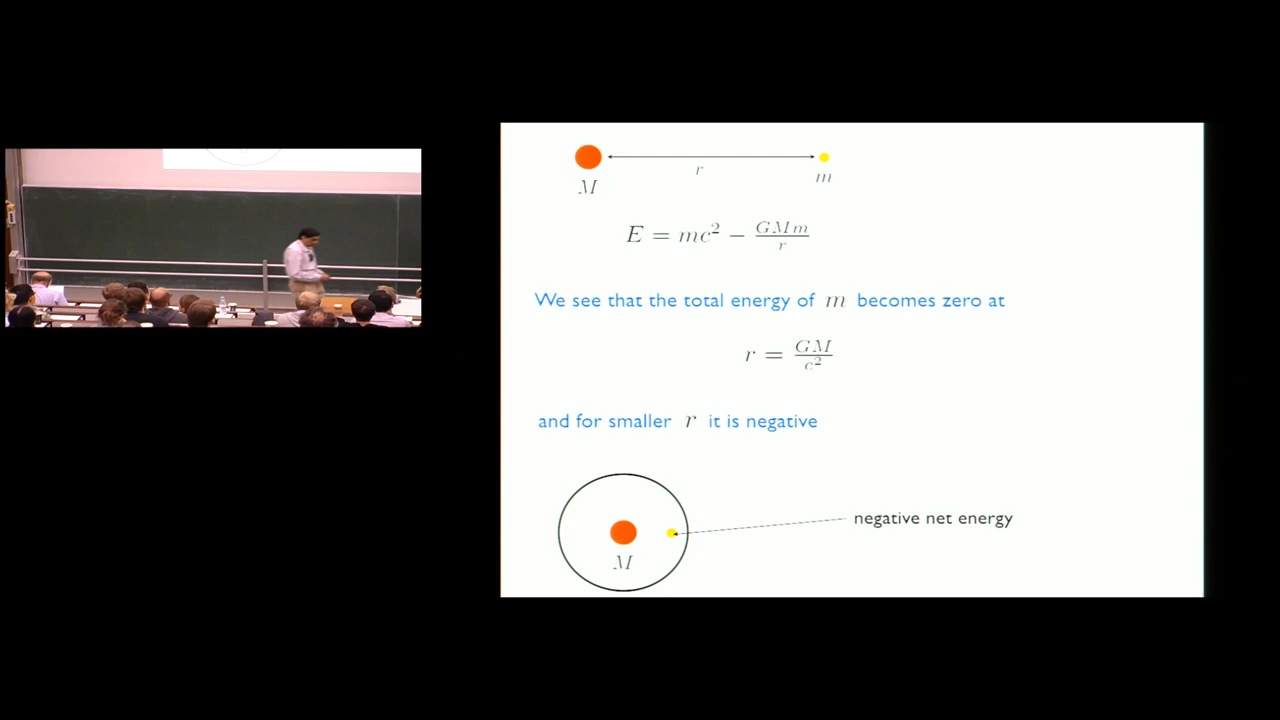 r
M
m
E = mc² − GMm/r
We see that the total energy of m becomes zero at
r = GM/c²
and for smaller r it is negative
negative net energy
M